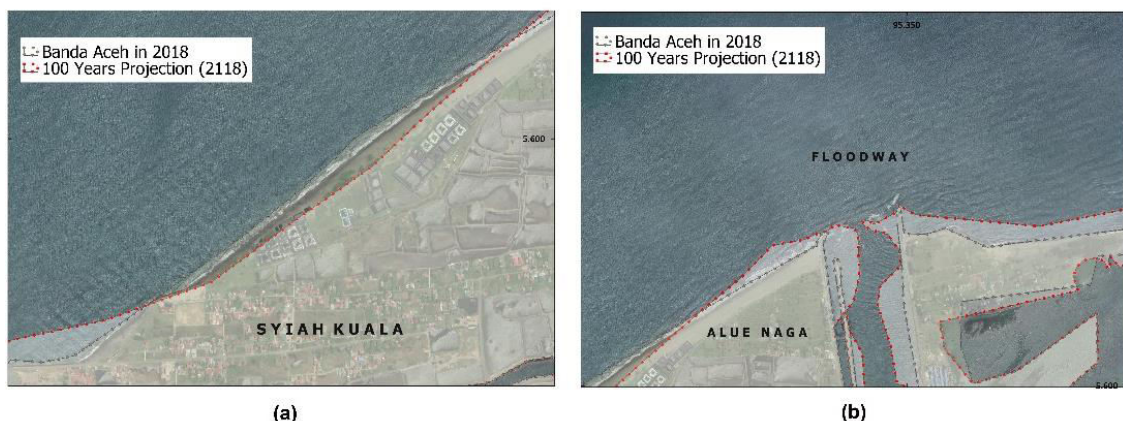 Banda Aceh in 2018
100 Years Projection (2118)
5.600
SYIAH KUALA
(a)
95.350
Banda Aceh in 2018
100 Years Projection (2118)
FLOODWAY
ALUE NAGA
5.600
(b)